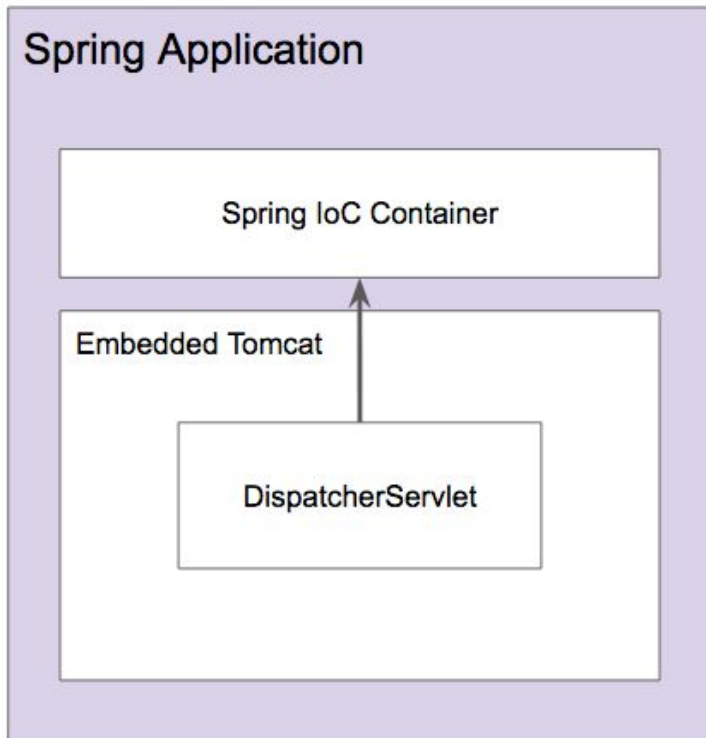 Spring Application
Spring IoC Container
Embedded Tomcat
DispatcherServlet